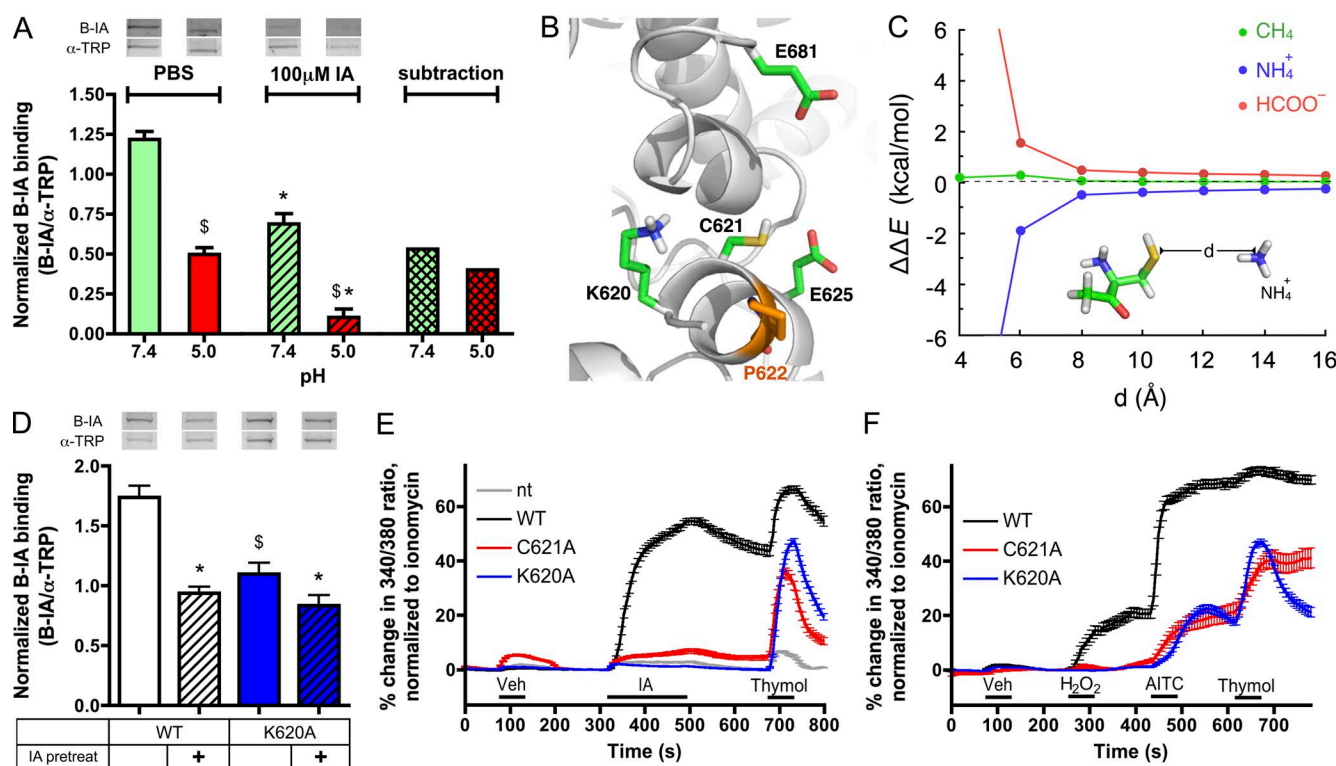 A
B-IA
α-TRP
PBS
100μM IA
subtraction
Normalized B-IA binding
(B-IA/α-TRP)
1.50
1.25
1.00
0.75
0.50
0.25
0.00
$
*
$ *
7.4
5.0
7.4
5.0
7.4
5.0
pH
B
E681
C621
K620
E625
P622
C
CH4
NH4+
HCOO−
ΔΔE (kcal/mol)
6
4
2
0
-2
-4
-6
d
NH4+
4
6
8
10
12
14
16
d (Å)
D
B-IA
α-TRP
Normalized B-IA binding
(B-IA/α-TRP)
2.0
1.5
1.0
0.5
0.0
*
$
*
WT
K620A
IA pretreat
+
+
E
% change in 340/380 ratio,
normalized to ionomycin
60
40
20
0
nt
WT
C621A
K620A
Veh
IA
Thymol
0
100
200
300
400
500
600
700
800
Time (s)
F
% change in 340/380 ratio,
normalized to ionomycin
60
40
20
0
WT
C621A
K620A
Veh
H2O2
AITC
Thymol
0
100
200
300
400
500
600
700
Time (s)